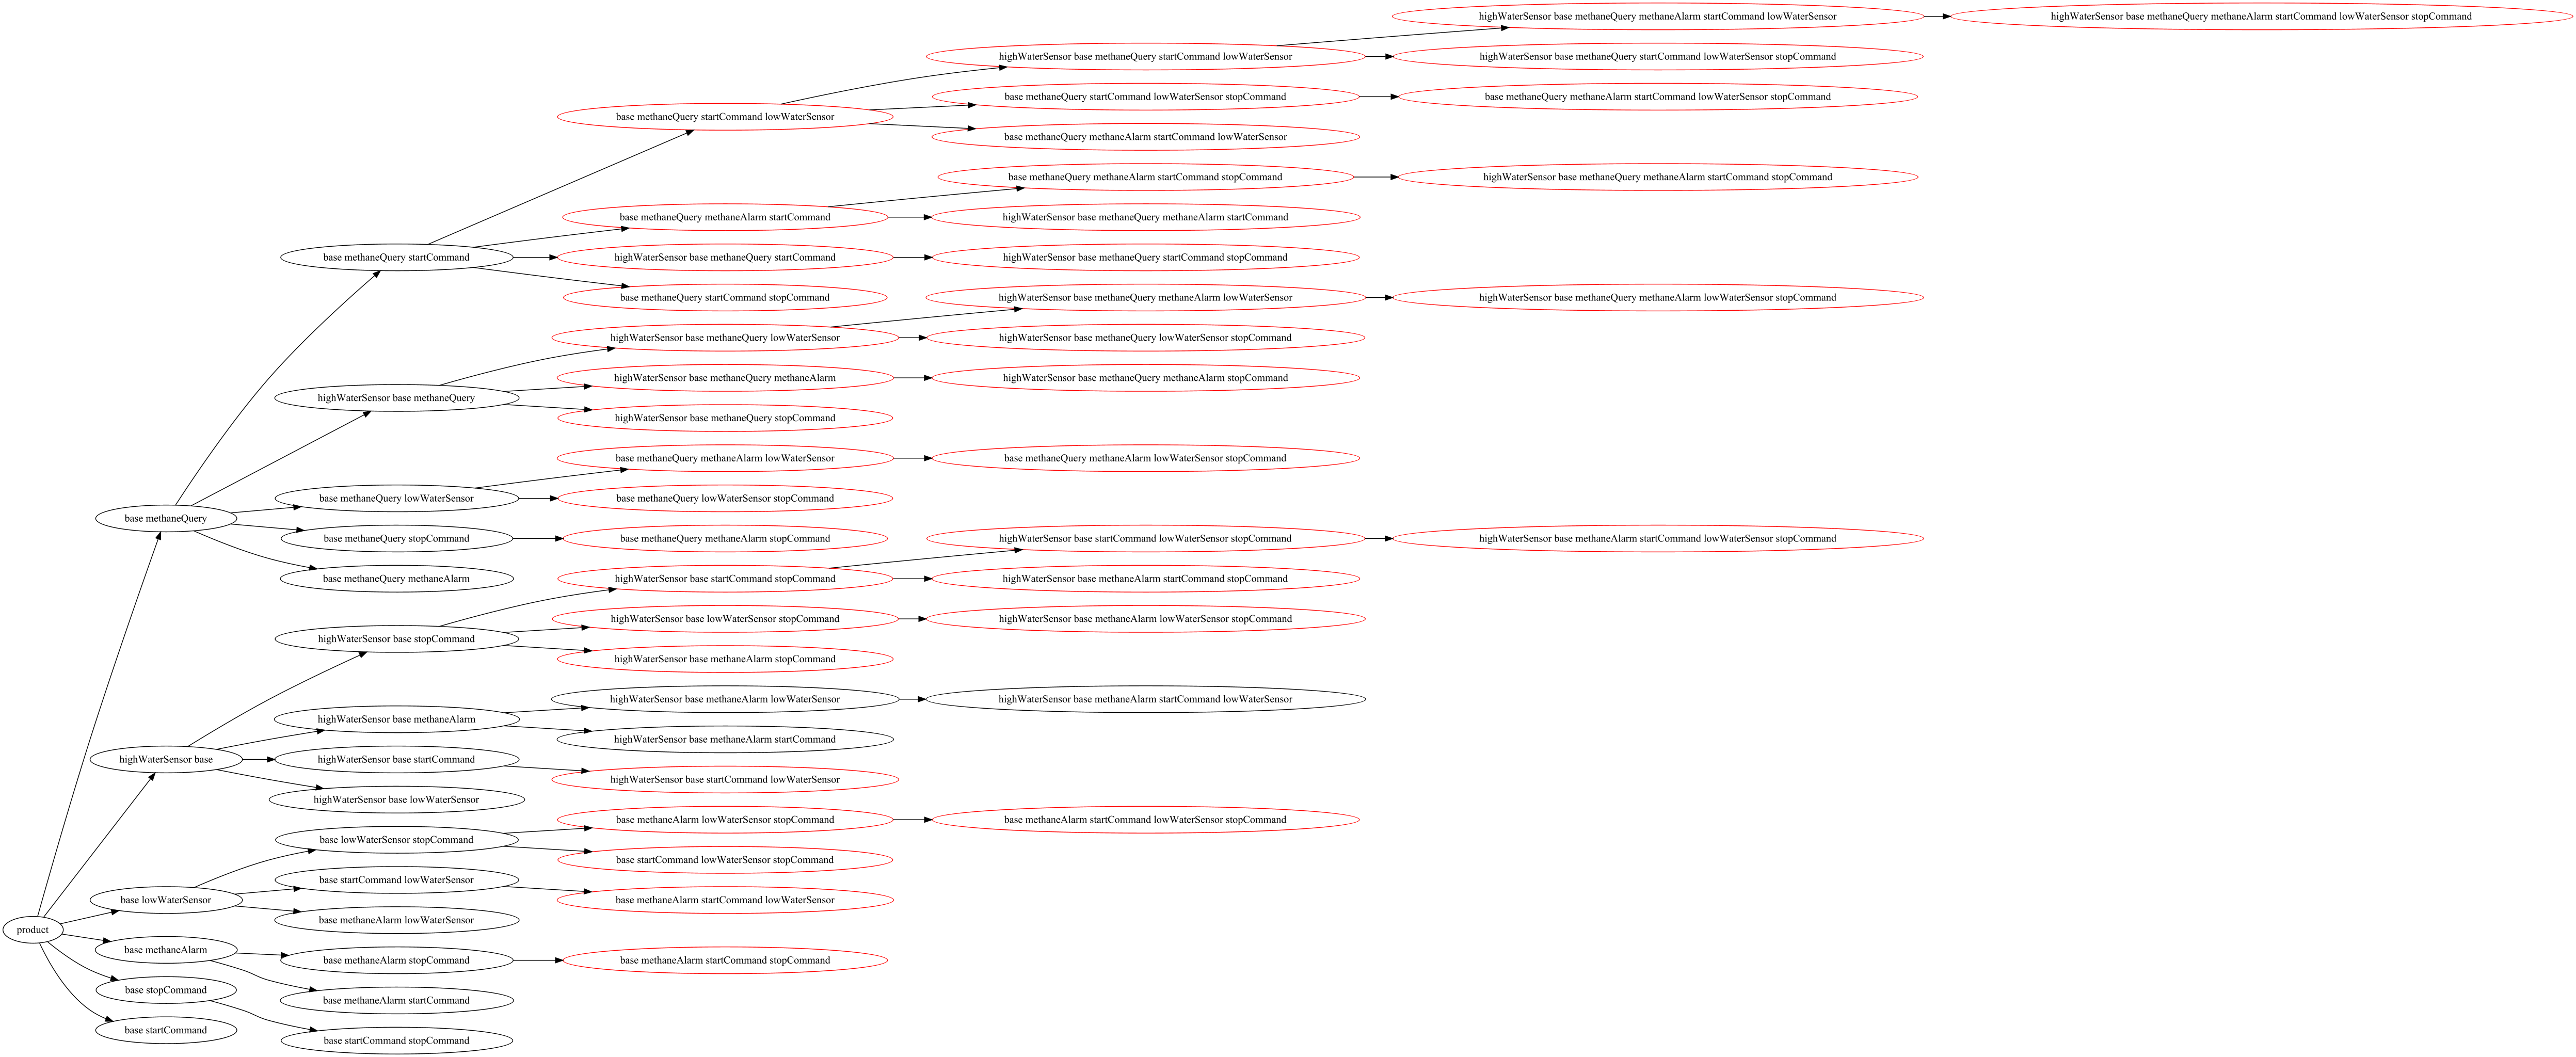 highWaterSensor base methaneQuery methaneAlarm startCommand lowWaterSensor
highWaterSensor base methaneQuery methaneAlarm startCommand lowWaterSensor stopCommand
highWaterSensor base methaneQuery startCommand lowWaterSensor
highWaterSensor base methaneQuery startCommand lowWaterSensor stopCommand
base methaneQuery startCommand lowWaterSensor stopCommand
base methaneQuery methaneAlarm startCommand lowWaterSensor stopCommand
base methaneQuery startCommand lowWaterSensor
base methaneQuery methaneAlarm startCommand lowWaterSensor
base methaneQuery methaneAlarm startCommand stopCommand
highWaterSensor base methaneQuery methaneAlarm startCommand stopCommand
base methaneQuery methaneAlarm startCommand
highWaterSensor base methaneQuery methaneAlarm startCommand
base methaneQuery startCommand
highWaterSensor base methaneQuery startCommand
highWaterSensor base methaneQuery startCommand stopCommand
base methaneQuery startCommand stopCommand
highWaterSensor base methaneQuery methaneAlarm lowWaterSensor
highWaterSensor base methaneQuery methaneAlarm lowWaterSensor stopCommand
highWaterSensor base methaneQuery lowWaterSensor
highWaterSensor base methaneQuery lowWaterSensor stopCommand
highWaterSensor base methaneQuery methaneAlarm
highWaterSensor base methaneQuery methaneAlarm stopCommand
highWaterSensor base methaneQuery
highWaterSensor base methaneQuery stopCommand
base methaneQuery methaneAlarm lowWaterSensor
base methaneQuery methaneAlarm lowWaterSensor stopCommand
base methaneQuery lowWaterSensor
base methaneQuery lowWaterSensor stopCommand
base methaneQuery
base methaneQuery stopCommand
base methaneQuery methaneAlarm stopCommand
highWaterSensor base startCommand lowWaterSensor stopCommand
highWaterSensor base methaneAlarm startCommand lowWaterSensor stopCommand
base methaneQuery methaneAlarm
highWaterSensor base startCommand stopCommand
highWaterSensor base methaneAlarm startCommand stopCommand
highWaterSensor base lowWaterSensor stopCommand
highWaterSensor base methaneAlarm lowWaterSensor stopCommand
highWaterSensor base stopCommand
highWaterSensor base methaneAlarm stopCommand
highWaterSensor base methaneAlarm lowWaterSensor
highWaterSensor base methaneAlarm startCommand lowWaterSensor
highWaterSensor base methaneAlarm
highWaterSensor base methaneAlarm startCommand
highWaterSensor base
highWaterSensor base startCommand
highWaterSensor base startCommand lowWaterSensor
highWaterSensor base lowWaterSensor
base methaneAlarm lowWaterSensor stopCommand
base methaneAlarm startCommand lowWaterSensor stopCommand
base lowWaterSensor stopCommand
base startCommand lowWaterSensor stopCommand
base startCommand lowWaterSensor
base lowWaterSensor
base methaneAlarm startCommand lowWaterSensor
base methaneAlarm lowWaterSensor
product
base methaneAlarm
base methaneAlarm stopCommand
base methaneAlarm startCommand stopCommand
base stopCommand
base methaneAlarm startCommand
base startCommand
base startCommand stopCommand